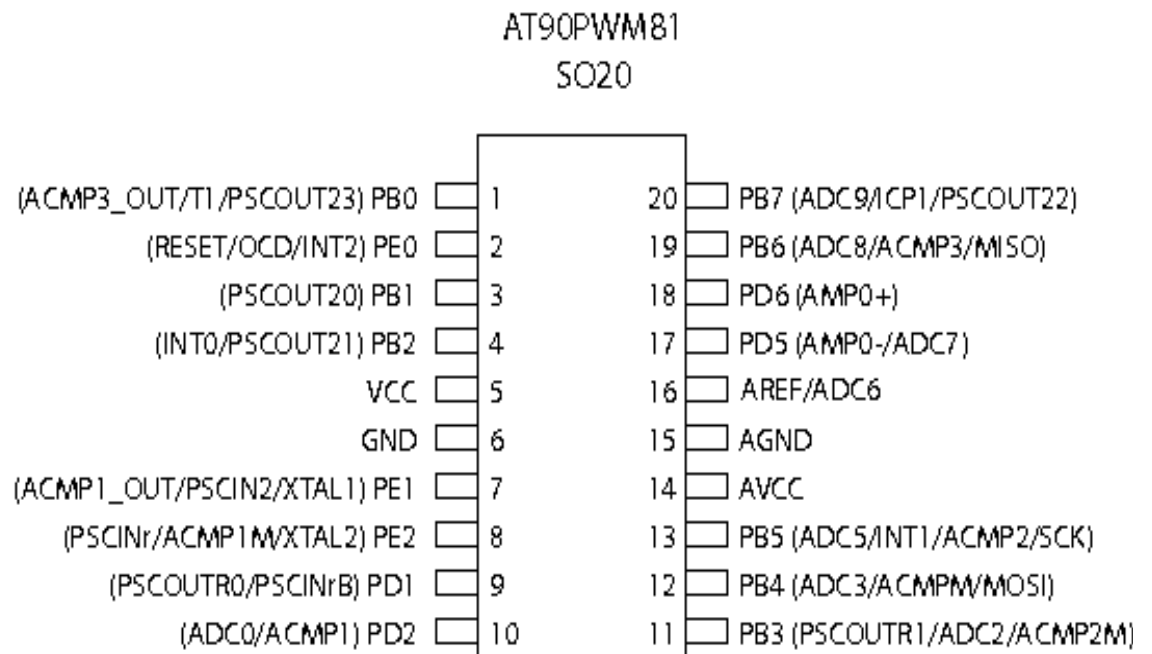 AT90PWM81
SO20
(ACMP3_OUT/T1/PSCOUT23) PB0 1 20 PB7 (ADC9/ICP1/PSCOUT22)
(RESET/OCD/INT2) PE0 2 19 PB6 (ADC8/ACMP3/MISO)
(PSCOUT20) PB1 3 18 PD6 (AMP0+)
(INT0/PSCOUT21) PB2 4 17 PD5 (AMP0-/ADC7)
VCC 5 16 AREF/ADC6
GND 6 15 AGND
(ACMP1_OUT/PSCIN2/XTAL1) PE1 7 14 AVCC
(PSCINr/ACMP1M/XTAL2) PE2 8 13 PB5 (ADC5/INT1/ACMP2/SCK)
(PSCOUTR0/PSCINrB) PD1 9 12 PB4 (ADC3/ACMPM/MOSI)
(ADC0/ACMP1) PD2 10 11 PB3 (PSCOUTR1/ADC2/ACMP2M)